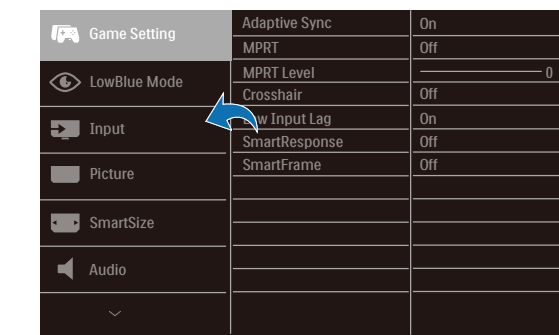 Game Setting
LowBlue Mode
Input
Picture
SmartSize
Audio
Adaptive Sync On
MPRT Off
MPRT Level 0
Crosshair Off
Input Lag On
SmartResponse Off
SmartFrame Off